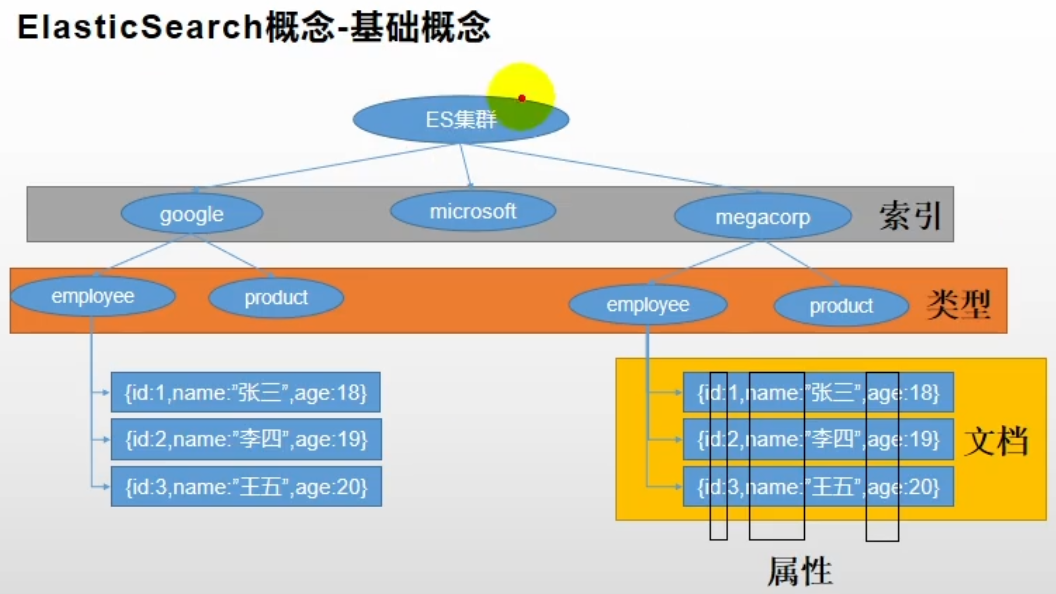 ElasticSearch概念-基础概念
ES集群
google
microsoft
megacorp
索引
employee
product
employee
product
类型
{id:1,name:”张三”,age:18}
{id:2,name:”李四”,age:19}
{id:3,name:”王五”,age:20}
{id:1,name:”张三”,age:18}
{id:2,name:”李四”,age:19}
{id:3,name:”王五”,age:20}
文档
属性